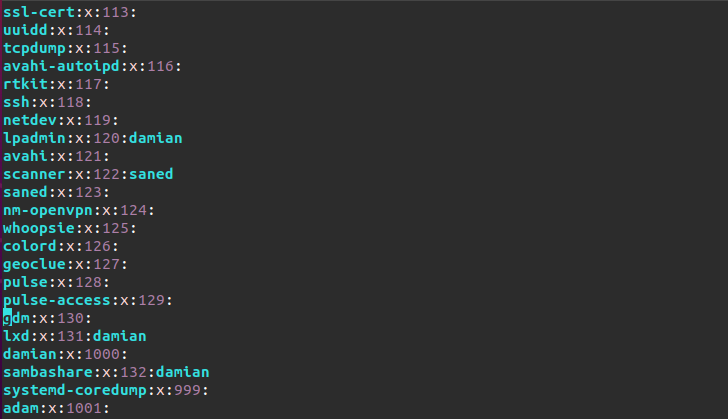 ssl-cert:x:113:
uuidd:x:114:
tcpdump:x:115:
avahi-autoipd:x:116:
rtkit:x:117:
ssh:x:118:
netdev:x:119:
lpadmin:x:120:damian
avahi:x:121:
scanner:x:122:saned
saned:x:123:
nm-openvpn:x:124:
whoopsie:x:125:
colord:x:126:
geoclue:x:127:
pulse:x:128:
pulse-access:x:129:
gdm:x:130:
lxd:x:131:damian
damian:x:1000:
sambashare:x:132:damian
systemd-coredump:x:999:
adam:x:1001: